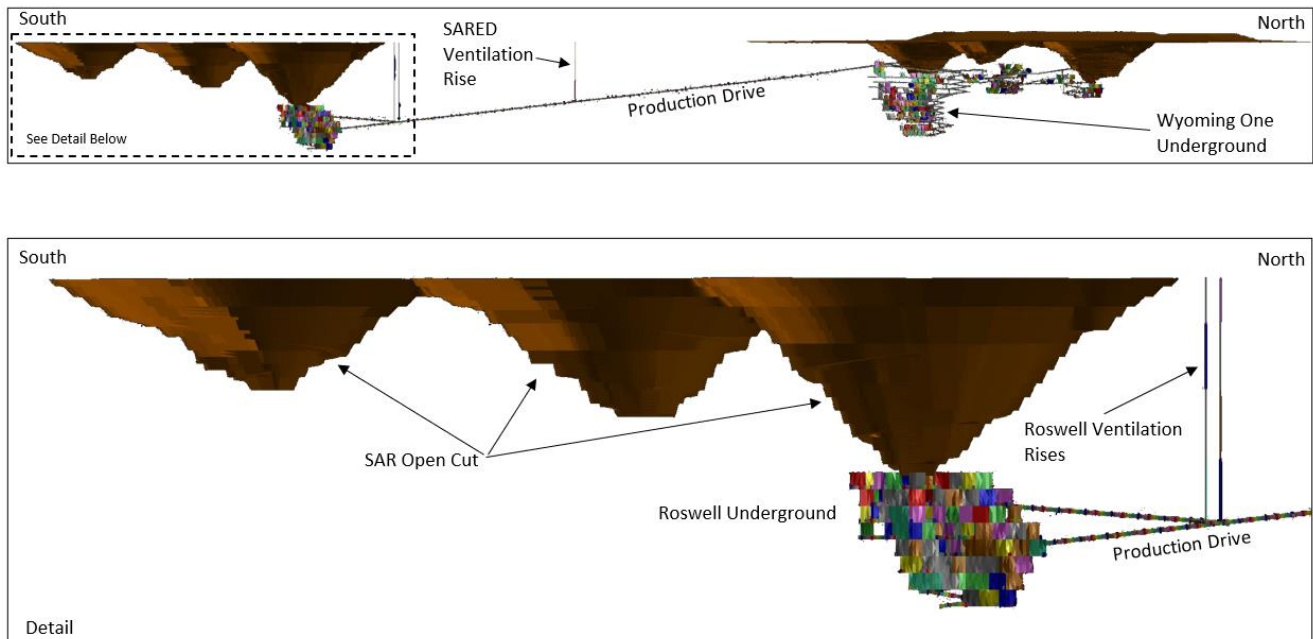 South
SARED
Ventilation
Rise
North
Production Drive
Wyoming One
Underground
See Detail Below
South
North
SAR Open Cut
Roswell Ventilation
Rises
Roswell Underground
Production Drive
Detail